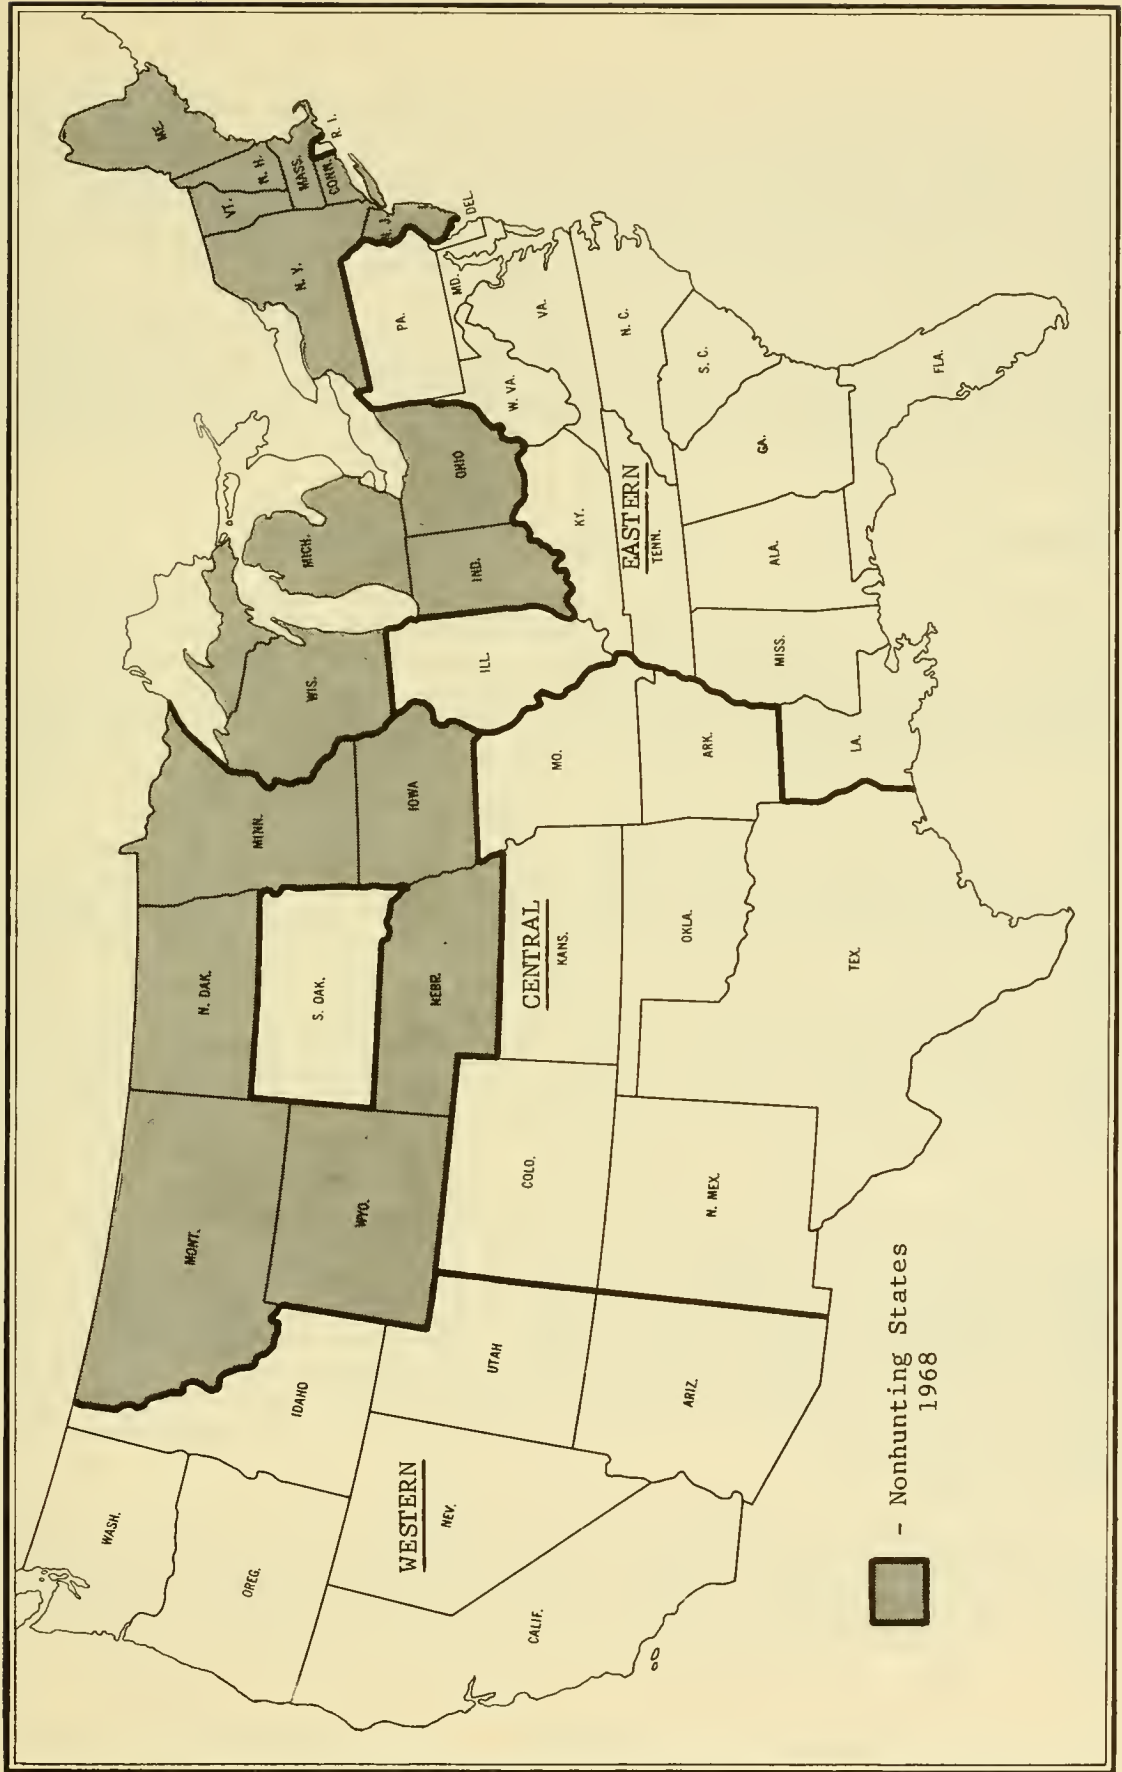 WASH.
OREG.
CALIF.
NEV.
WESTERN
IDAHO
UTAH
ARIZ.
MONT.
WYO.
COLO.
N. MEX.
N. DAK.
S. DAK.
NEBR.
CENTRAL
KANS.
OKLA.
TEX.
MINN.
IOWA
MO.
ARK.
LA.
WIS.
ILL.
MICH.
IND.
OHIO
KY.
EASTERN
TENN.
MISS.
ALA.
GA.
FLA.
S. C.
N. C.
VA.
W. VA.
MD.
DEL.
PA.
N. J.
N. Y.
CONN.
R. I.
MASS.
VT.
N. H.
ME.
- Nonhunting States
1968